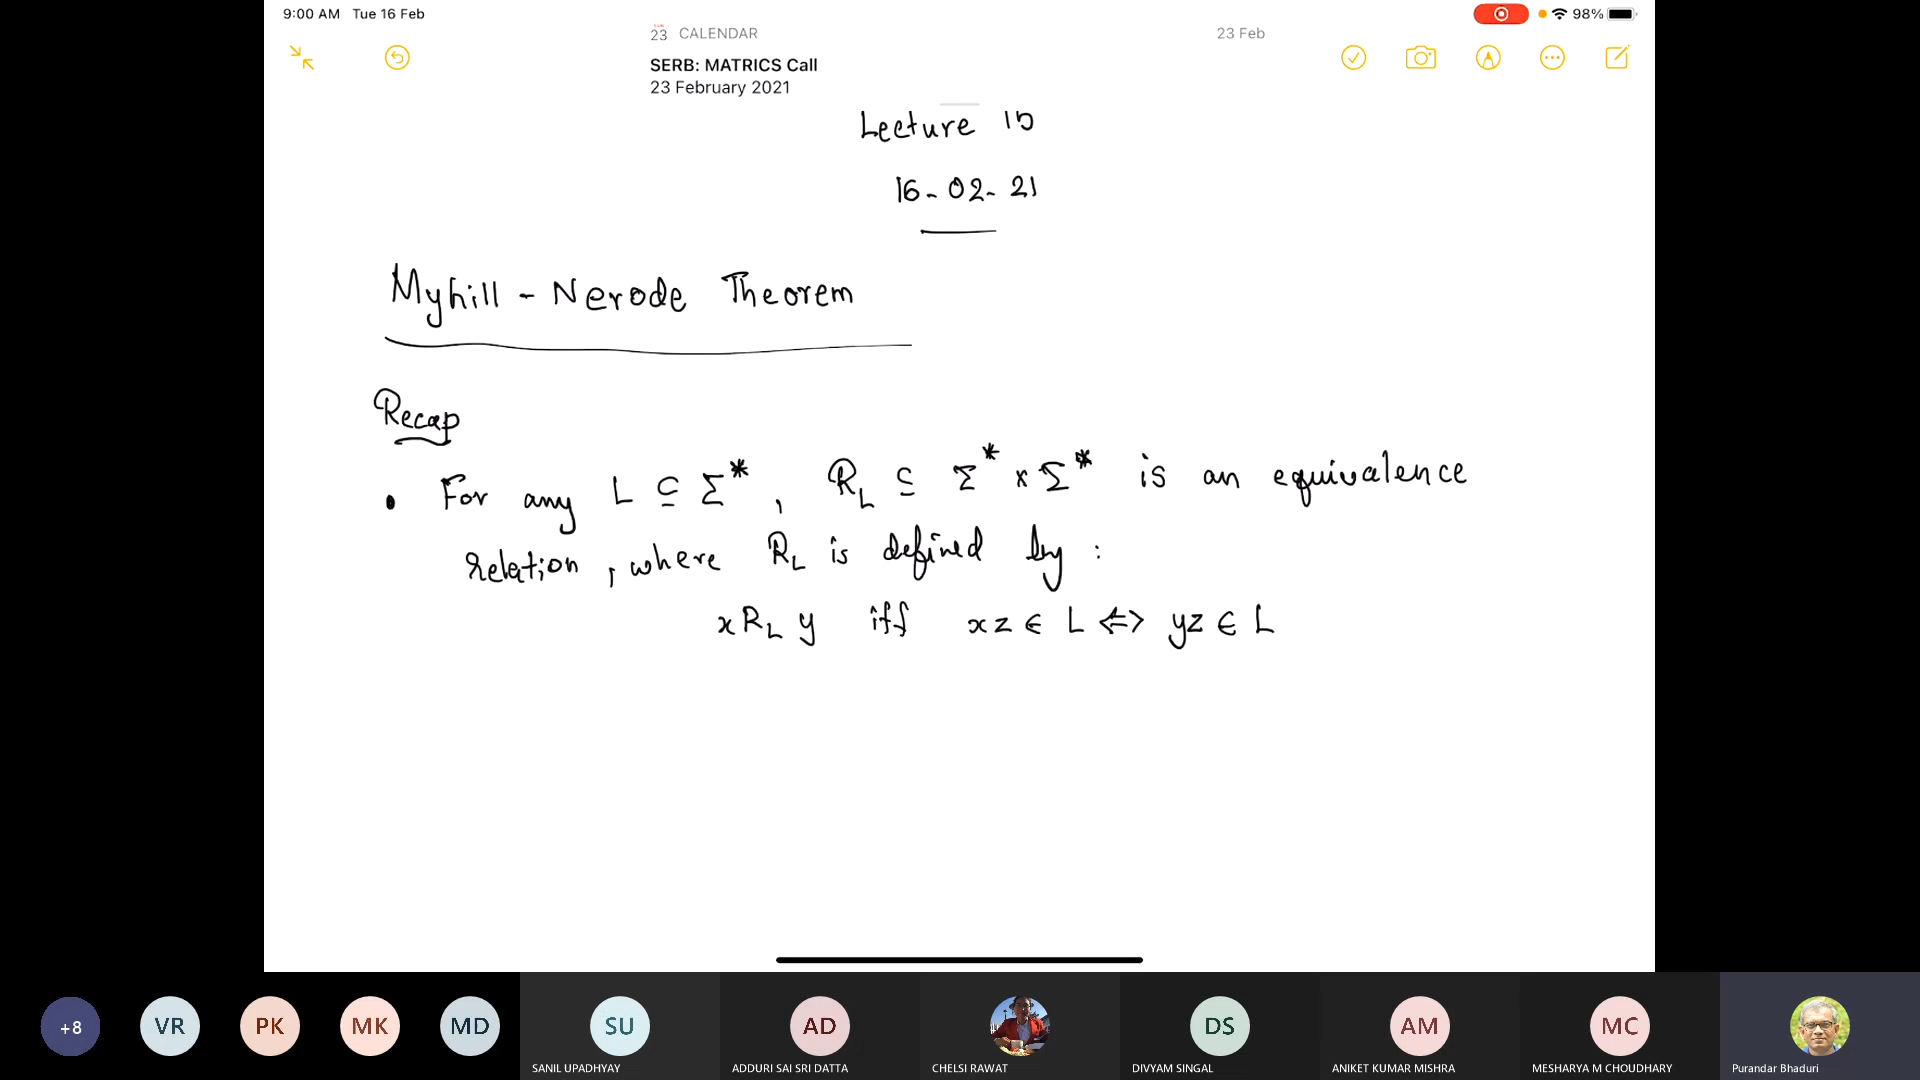 9:00 AM Tue 16 Feb
98%
23 CALENDAR
23 Feb
SERB: MATRICS Call
23 February 2021
Lecture 15
16-02-21
Myhill - Nerode Theorem
Recap
• For any L ⊆ Σ*, R_L ⊆ Σ* x Σ* is an equivalence
relation, where R_L is defined by :
x R_L y iff xz ∈ L <=> yz ∈ L
+8 VR PK MK MD SU AD DS AM MC
SANIL UPADHYAY ADDURI SAI SRI DATTA CHELSI RAWAT DIVYAM SINGAL ANIKET KUMAR MISHRA MESHARYA M CHOUDHARY Purandar Bhaduri